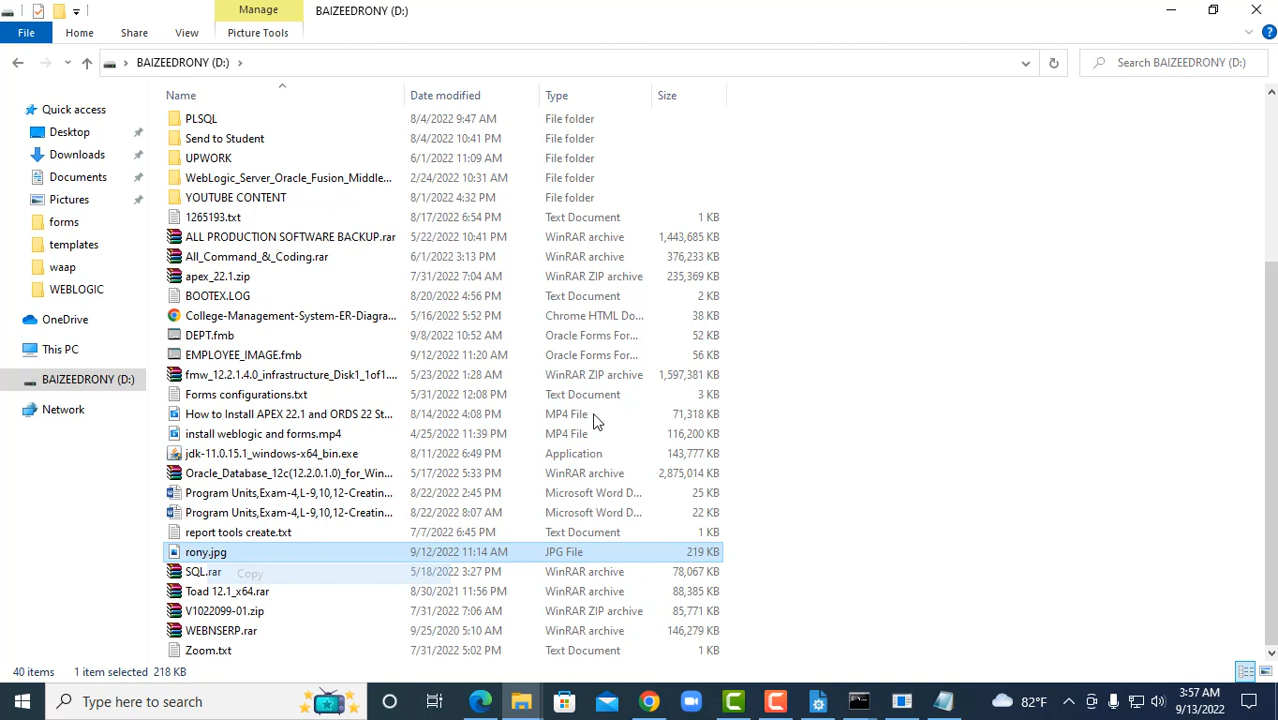 Manage
BAIZEEDRONY (D:)
File
Home
Share
View
Picture Tools
BAIZEEDRONY (D:)
Search BAIZEEDRONY (D:)
Name
Date modified
Type
Size
Quick access
Desktop
Downloads
Documents
Pictures
forms
templates
waap
WEBLOGIC
OneDrive
This PC
BAIZEEDRONY (D:)
Network
PLSQL 8/4/2022 9:47 AM File folder
Send to Student 8/4/2022 10:41 PM File folder
UPWORK 6/1/2022 11:09 AM File folder
WebLogic_Server_Oracle_Fusion_Middle... 2/24/2022 10:31 AM File folder
YOUTUBE CONTENT 8/1/2022 4:32 PM File folder
1265193.txt 8/17/2022 6:54 PM Text Document 1 KB
ALL PRODUCTION SOFTWARE BACKUP.rar 5/22/2022 10:41 PM WinRAR archive 1,443,685 KB
All_Command_&_Coding.rar 6/1/2022 3:13 PM WinRAR archive 376,233 KB
apex_22.1.zip 7/31/2022 7:04 AM WinRAR ZIP archive 235,369 KB
BOOTEX.LOG 8/20/2022 4:56 PM Text Document 2 KB
College-Management-System-ER-Diagra... 5/16/2022 5:52 PM Chrome HTML Do... 38 KB
DEPT.fmb 9/8/2022 10:52 AM Oracle Forms For... 52 KB
EMPLOYEE_IMAGE.fmb 9/12/2022 11:20 AM Oracle Forms For... 56 KB
fmw_12.2.1.4.0_infrastructure_Disk1_1of1.... 5/23/2022 1:28 AM WinRAR ZIP archive 1,597,381 KB
Forms configurations.txt 5/31/2022 12:08 PM Text Document 3 KB
How to Install APEX 22.1 and ORDS 22 St... 8/14/2022 4:08 PM MP4 File 71,318 KB
install weblogic and forms.mp4 4/25/2022 11:39 PM MP4 File 116,200 KB
jdk-11.0.15.1_windows-x64_bin.exe 8/11/2022 6:49 PM Application 143,777 KB
Oracle_Database_12c(12.2.0.1.0)_for_Win... 5/17/2022 5:33 PM WinRAR archive 2,875,014 KB
Program Units,Exam-4,L-9,10,12-Creatin... 8/22/2022 2:45 PM Microsoft Word D... 25 KB
Program Units,Exam-4,L-9,10,12-Creatin... 8/22/2022 8:07 AM Microsoft Word D... 22 KB
report tools create.txt 7/7/2022 6:45 PM Text Document 1 KB
rony.jpg 9/12/2022 11:14 AM JPG File 219 KB
SQL.rar 5/18/2022 3:27 PM WinRAR archive 78,067 KB
Copy
Toad 12.1_x64.rar 8/30/2021 11:56 PM WinRAR archive 88,385 KB
V1022099-01.zip 7/31/2022 7:06 AM WinRAR ZIP archive 85,771 KB
WEBNSERP.rar 9/25/2020 5:10 AM WinRAR archive 146,279 KB
Zoom.txt 7/31/2022 5:02 PM Text Document 1 KB
40 items 1 item selected 218 KB
Type here to search
82°F
3:57 AM
9/13/2022